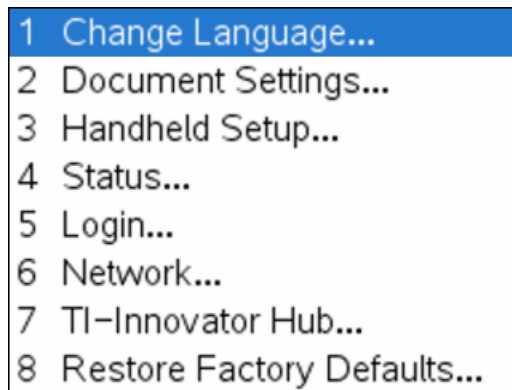 1 Change Language...
2 Document Settings...
3 Handheld Setup...
4 Status...
5 Login...
6 Network...
7 TI-Innovator Hub...
8 Restore Factory Defaults...